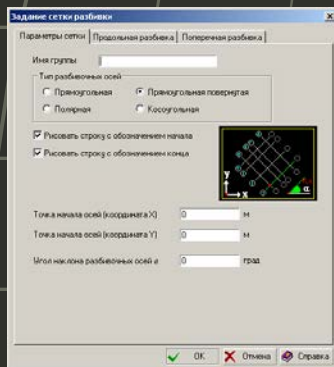 Задание сетки разбивки
Параметры сетки Продольная разбивка Поперечная разбивка
Имя группы
Тип разбивочных осей
Прямоугольная Прямоугольная повернутая
Полярная Косоугольная
Рисовать строку с обозначением начала
Рисовать строку с обозначением конца
y
x
α
Точка начала осей (координата X) 0 м
Точка начала осей (координата Y) 0 м
Угол наклона разбивочных осей α 0 град
OK Отмена Справка